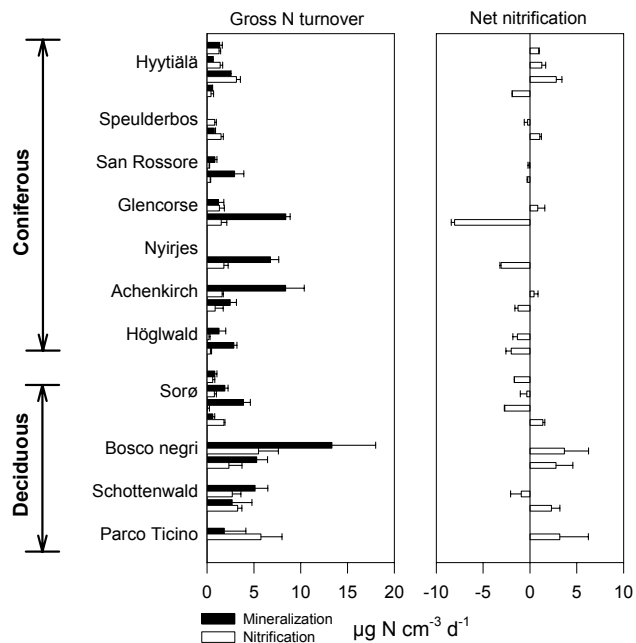 Gross N turnover
Net nitrification
Coniferous
Deciduous
Hyytiälä
Speulderbos
San Rossore
Glencorse
Nyirjes
Achenkirch
Höglwald
Sorø
Bosco negri
Schottenwald
Parco Ticino
0 5 10 15 20
-10 -5 0 5 10
Mineralization
Nitrification
µg N cm⁻³ d⁻¹